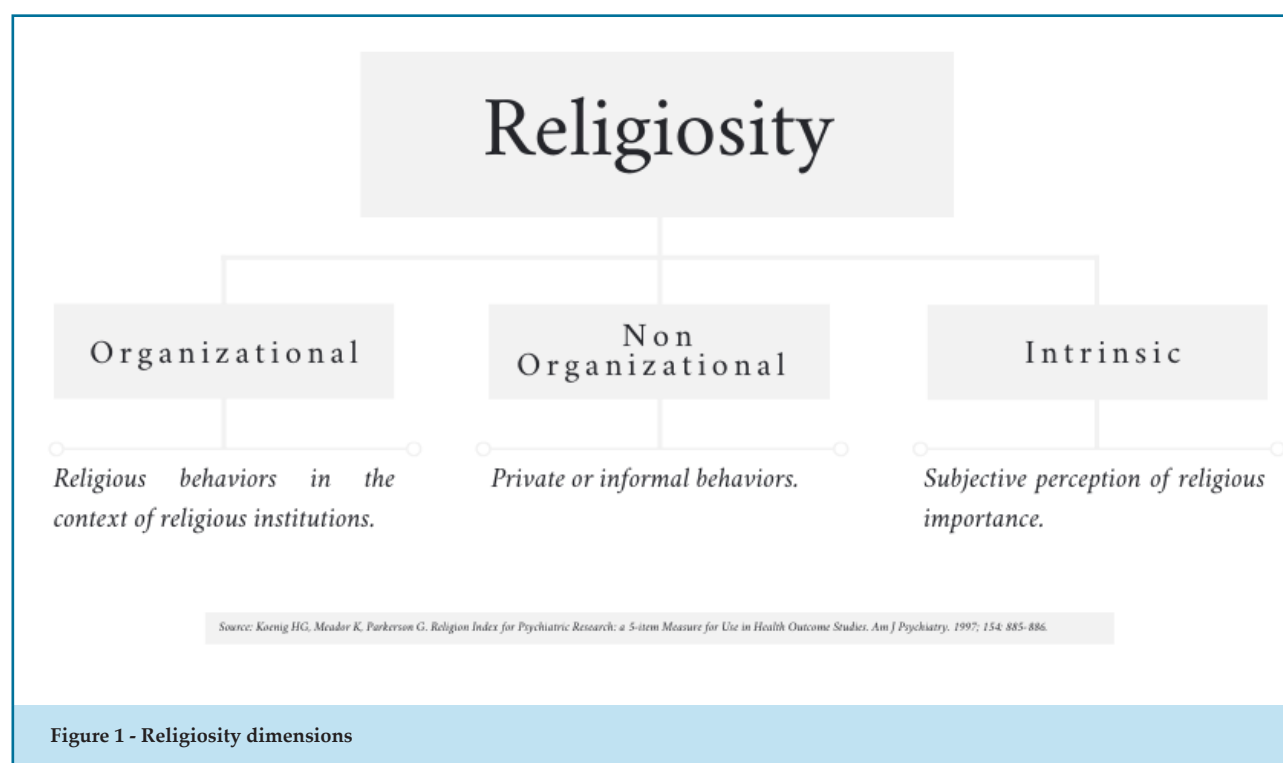 Religiosity
Organizational
Non
Organizational
Intrinsic
Religious behaviors in the
context of religious institutions.
Private or informal behaviors.
Subjective perception of religious
importance.
Source: Koenig HG, Meador K, Parkerson G. Religion Index for Psychiatric Research: a 5-item Measure for Use in Health Outcome Studies. Am J Psychiatry. 1997; 154: 885-886.
Figure 1 - Religiosity dimensions